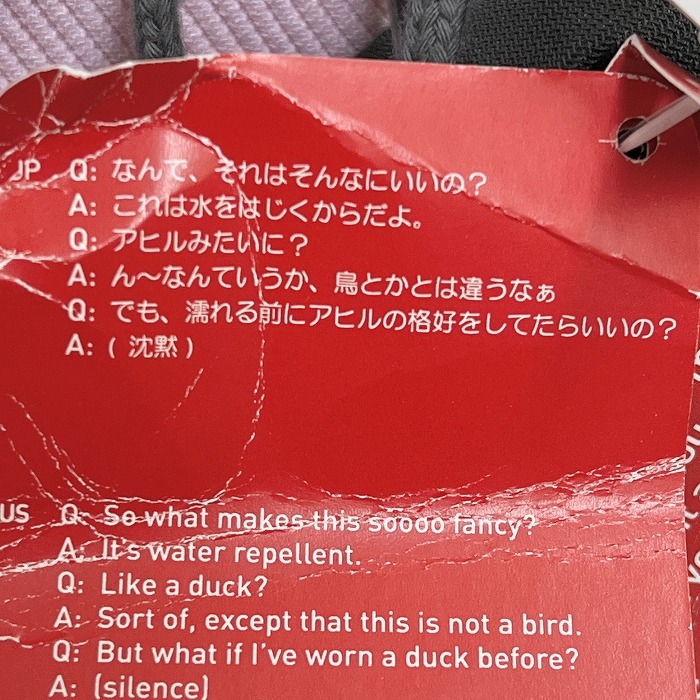 JP Q: なんで、それはそんなにいいの？
A: これは水をはじくからだよ。
Q: アヒルみたいに？
A: ん～なんていうか、鳥とかとは違うなぁ
Q: でも、濡れる前にアヒルの格好をしてたらいいの？
A: ( 沈黙 )
US Q: So what makes this soooo fancy?
A: It's water repellent.
Q: Like a duck?
A: Sort of, except that this is not a bird.
Q: But what if I've worn a duck before?
A: (silence)